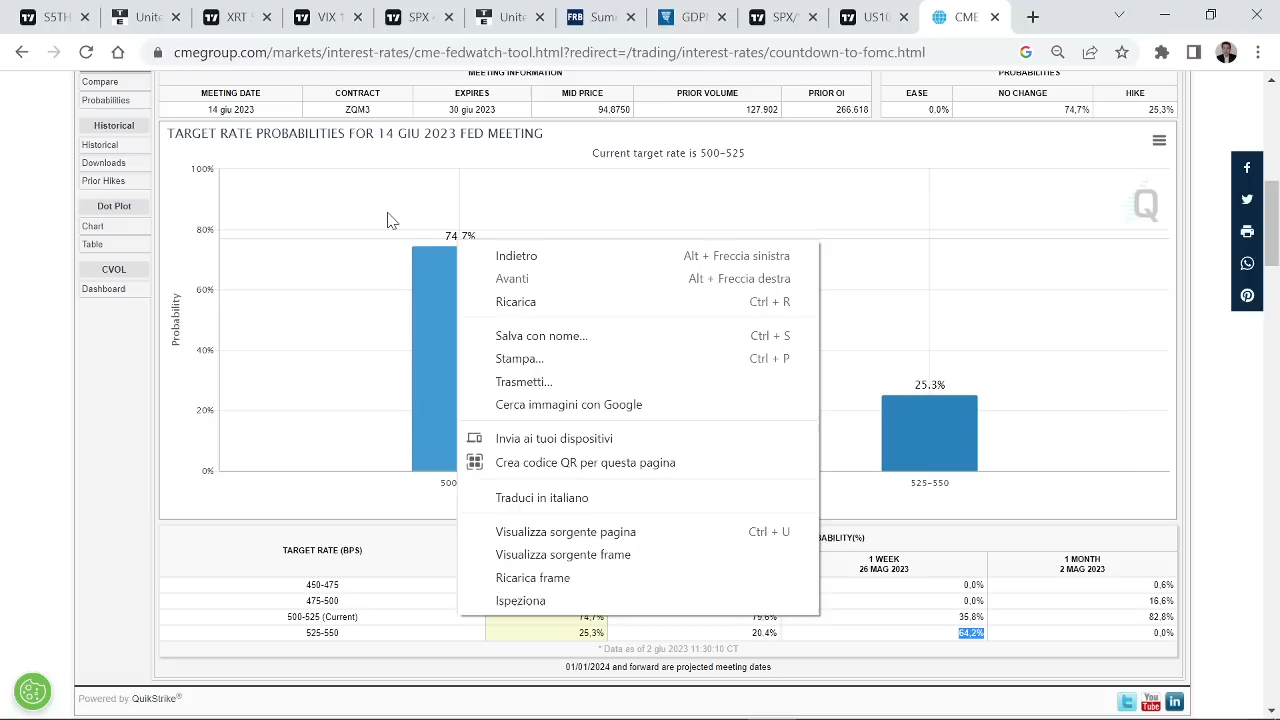 S5TH
Unite
XRT
VIX 1
SPX
Unite
FRB
Sum
GDP
SPX/
US10
CME
cmegroup.com/markets/interest-rates/cme-fedwatch-tool.html?redirect=/trading/interest-rates/countdown-to-fomc.html
MEETING INFORMATION
PROBABILITIES
MEETING DATE CONTRACT EXPIRES MID PRICE PRIOR VOLUME PRIOR OI EASE NO CHANGE HIKE
14 giu 2023 ZQM3 30 giu 2023 94.8750 127.902 266.618 0,0% 74,7% 25,3%
Compare
Probabilities
Historical
Historical
Downloads
Prior Hikes
Dot Plot
Chart
Table
CVOL
Dashboard
TARGET RATE PROBABILITIES FOR 14 GIU 2023 FED MEETING
Current target rate is 500-525
Q
Probability
100%
80%
60%
40%
20%
0%
74.7%
25.3%
500
525-550
Indietro Alt + Freccia sinistra
Avanti Alt + Freccia destra
Ricarica Ctrl + R
Salva con nome... Ctrl + S
Stampa... Ctrl + P
Trasmetti...
Cerca immagini con Google
Invia ai tuoi dispositivi
Crea codice QR per questa pagina
Traduci in italiano
Visualizza sorgente pagina Ctrl + U
Visualizza sorgente frame
Ricarica frame
Ispeziona
TARGET RATE (BPS)
BABILITY(%)
1 WEEK
26 MAG 2023
1 MONTH
2 MAG 2023
450-475 0,0% 0,6%
475-500 0,0% 16,6%
500-525 (Current) 74,7% 79,6% 35,8% 82,8%
525-550 25,3% 20,4% 64,2% 0,0%
* Data as of 2 giu 2023 11:30:10 CT
01/01/2024 and forward are projected meeting dates
Powered by QuikStrike®
You
Tube
in